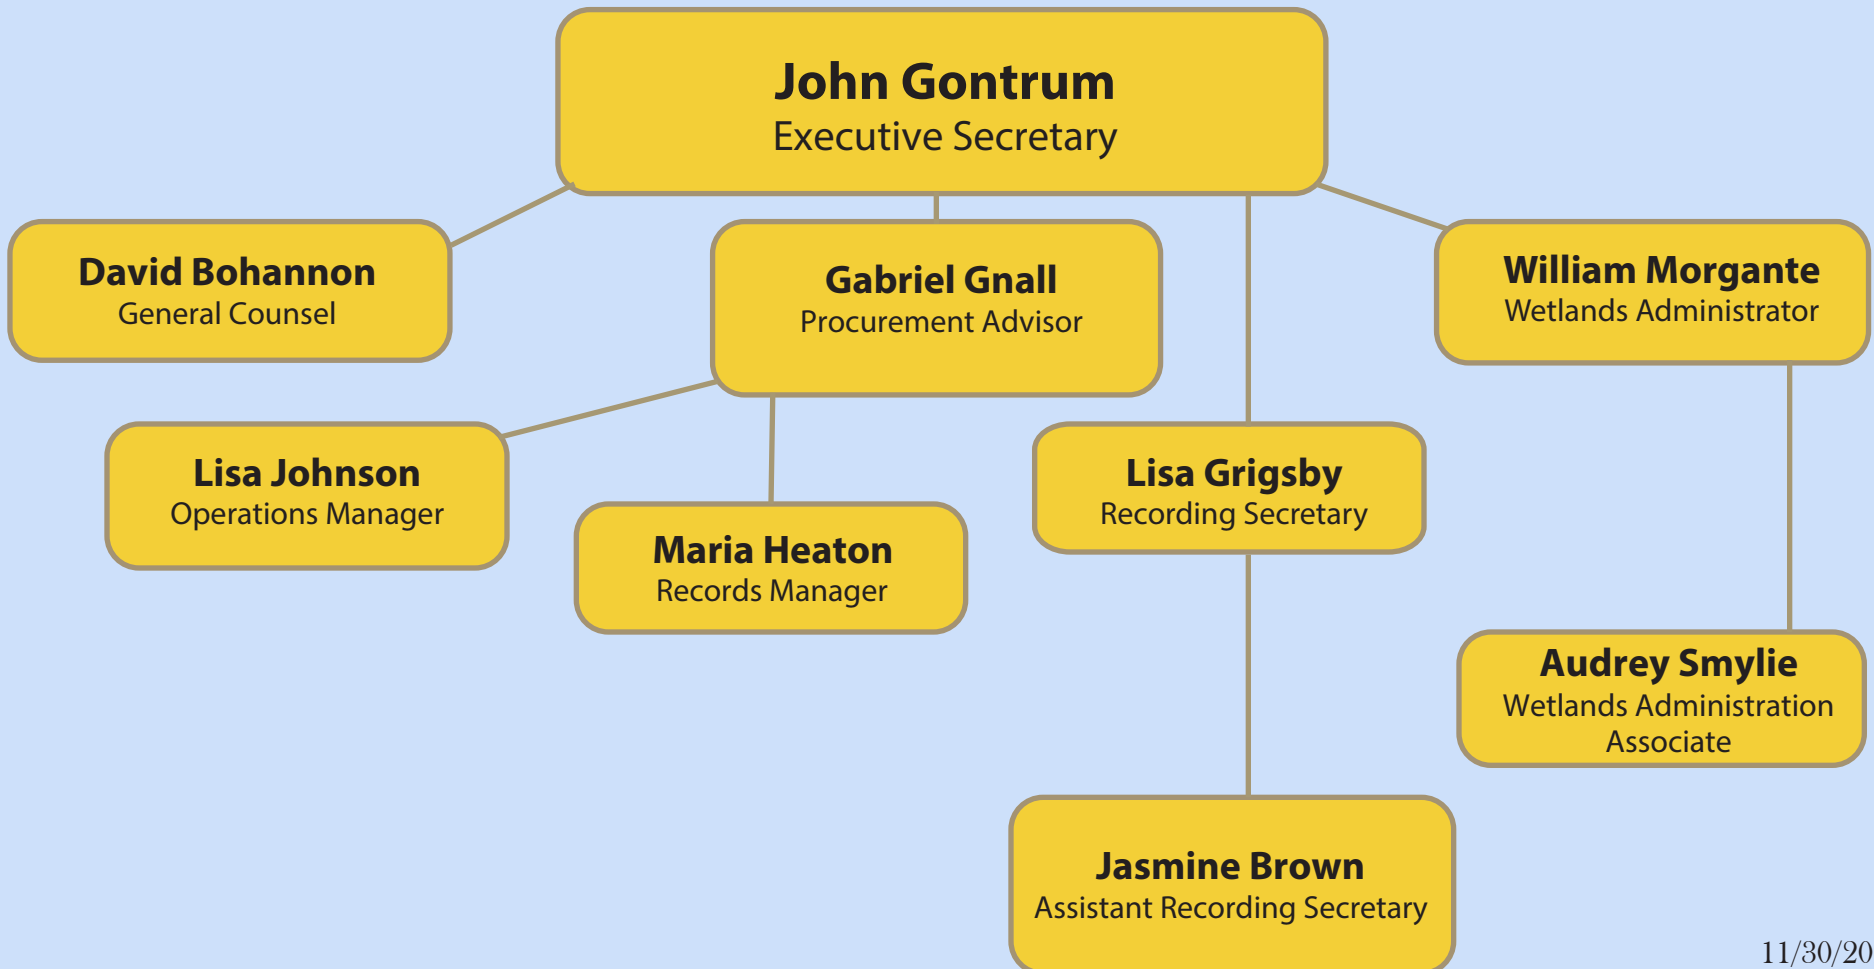 John Gontrum
Executive Secretary
David Bohannon
General Counsel
Gabriel Gnall
Procurement Advisor
William Morgante
Wetlands Administrator
Lisa Johnson
Operations Manager
Maria Heaton
Records Manager
Lisa Grigsby
Recording Secretary
Audrey Smylie
Wetlands Administration
Associate
Jasmine Brown
Assistant Recording Secretary
11/30/20